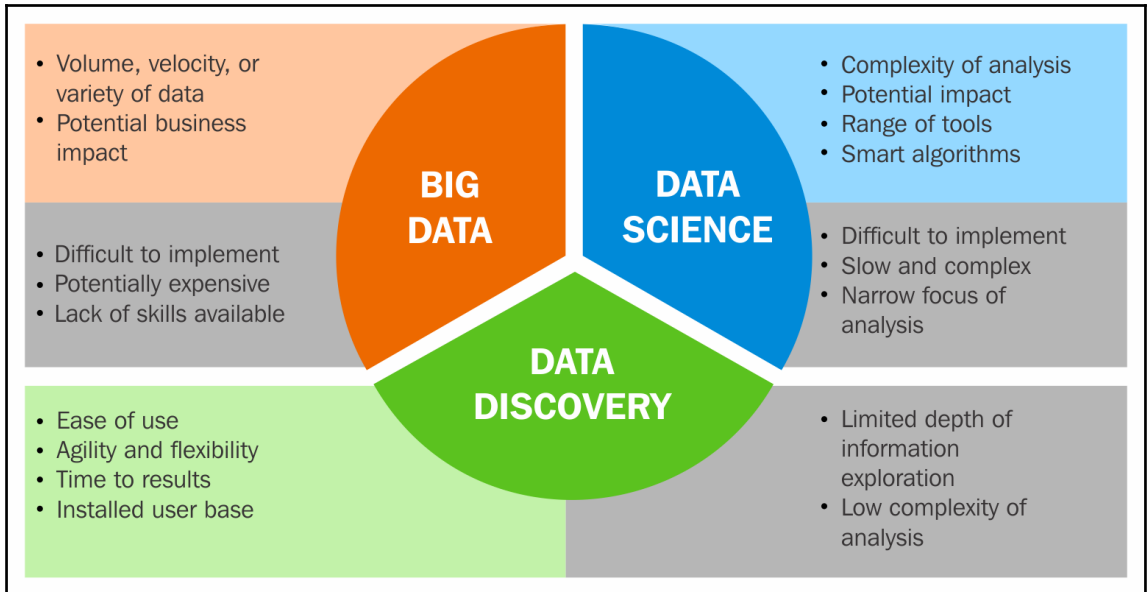 • Volume, velocity, or
variety of data
• Potential business
impact
• Difficult to implement
• Potentially expensive
• Lack of skills available
BIG
DATA
DATA
SCIENCE
• Complexity of analysis
• Potential impact
• Range of tools
• Smart algorithms
• Difficult to implement
• Slow and complex
• Narrow focus of
analysis
DATA
DISCOVERY
• Ease of use
• Agility and flexibility
• Time to results
• Installed user base
• Limited depth of
information
exploration
• Low complexity of
analysis